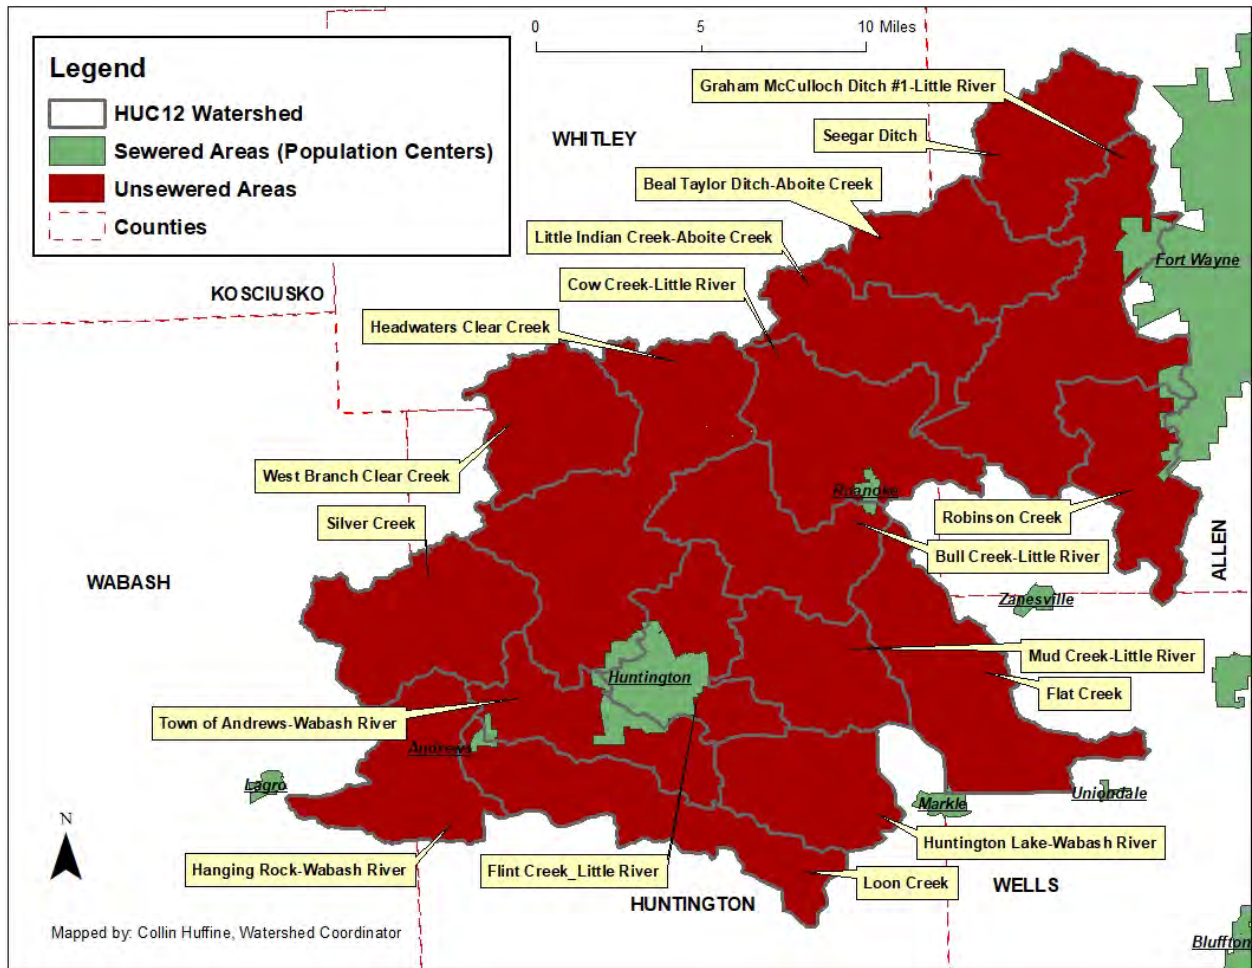 0 5 10 Miles
Legend
HUC12 Watershed
Sewered Areas (Population Centers)
Unsewered Areas
Counties
Graham McCulloch Ditch #1-Little River
WHITLEY
Seegar Ditch
Beal Taylor Ditch-Aboite Creek
Little Indian Creek-Aboite Creek
Fort Wayne
Cow Creek-Little River
KOSCIUSKO
Headwaters Clear Creek
West Branch Clear Creek
Roanoke
Silver Creek
Robinson Creek
Bull Creek-Little River
ALLEN
WABASH
Zanesville
Mud Creek-Little River
Huntington
Flat Creek
Town of Andrews-Wabash River
Andrews
Lagro
Uniondale
Markle
N
Huntington Lake-Wabash River
Hanging Rock-Wabash River
Flint Creek_Little River
Loon Creek
WELLS
HUNTINGTON
Mapped by: Collin Huffine, Watershed Coordinator
Bluffton